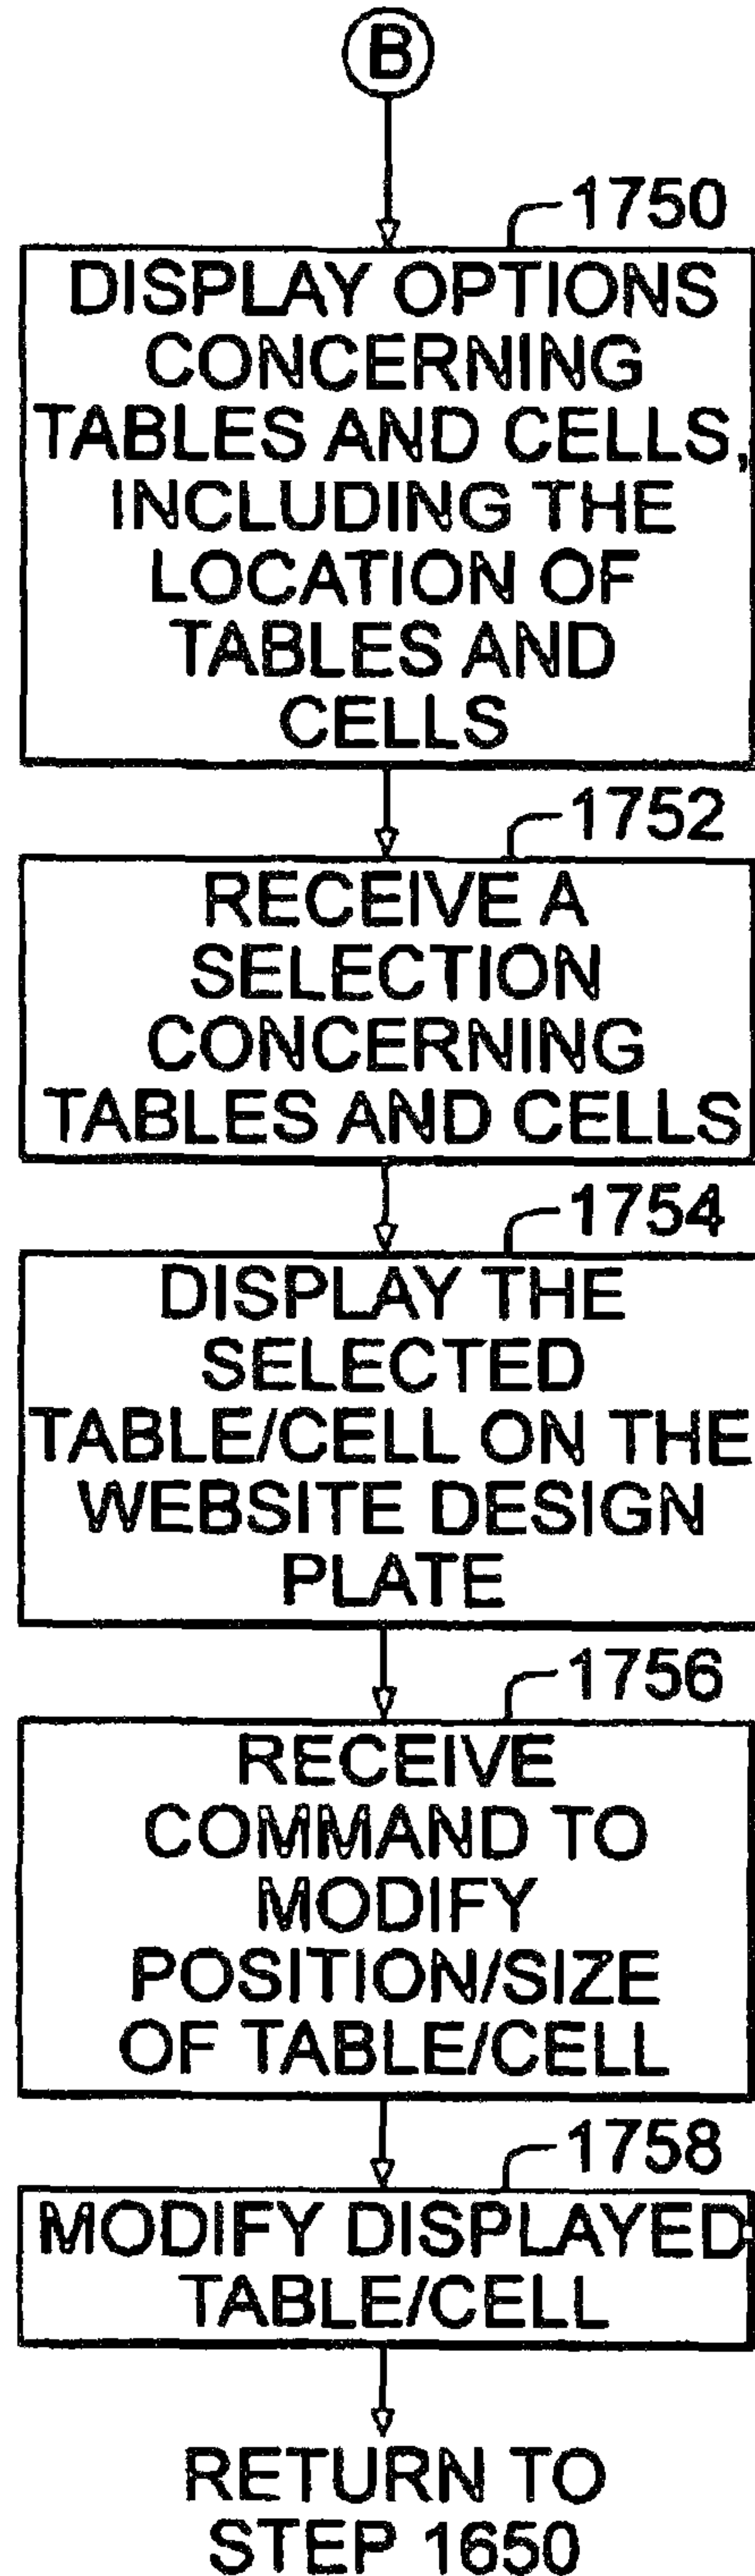 B
1750
DISPLAY OPTIONS
CONCERNING
TABLES AND CELLS,
INCLUDING THE
LOCATION OF
TABLES AND
CELLS
1752
RECEIVE A
SELECTION
CONCERNING
TABLES AND CELLS
1754
DISPLAY THE
SELECTED
TABLE/CELL ON THE
WEBSITE DESIGN
PLATE
1756
RECEIVE
COMMAND TO
MODIFY
POSITION/SIZE
OF TABLE/CELL
1758
MODIFY DISPLAYED
TABLE/CELL
RETURN TO
STEP 1650